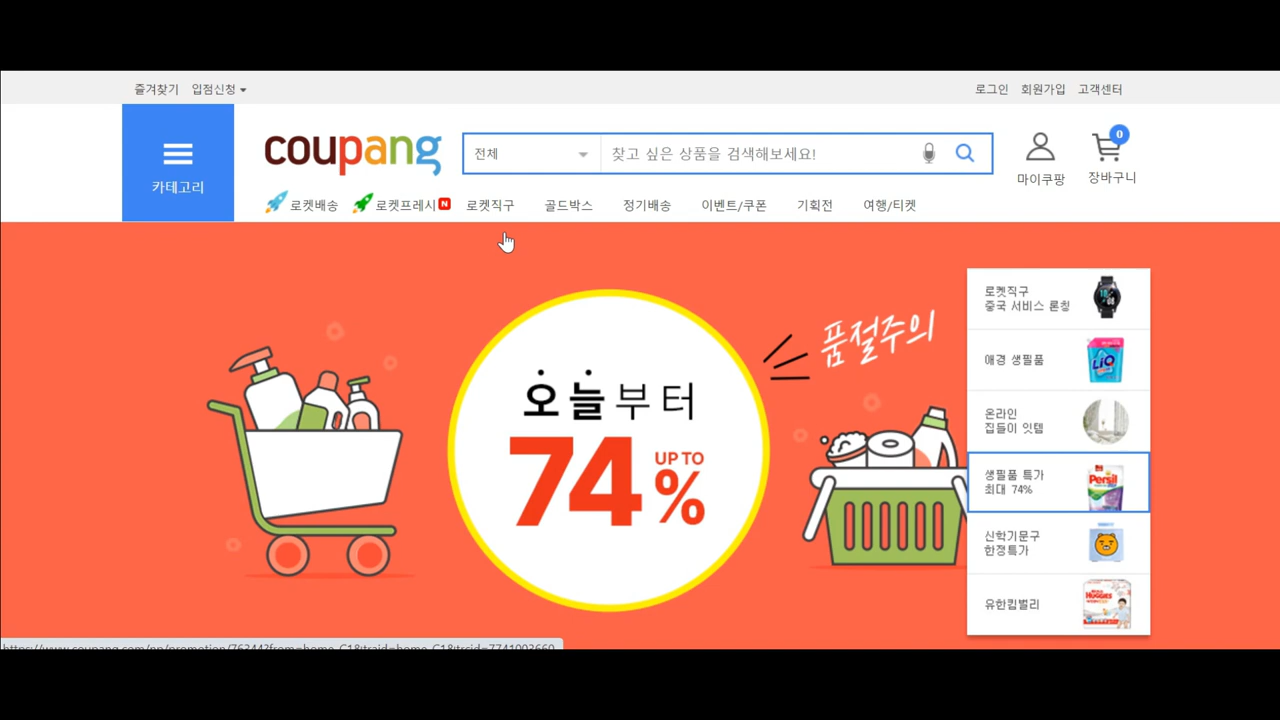 즐겨찾기 입점신청
로그인 회원가입 고객센터
카테고리
coupang
전체
찾고 싶은 상품을 검색해보세요!
마이쿠팡
0
장바구니
로켓배송 로켓프레시 N 로켓직구 골드박스 정기배송 이벤트/쿠폰 기획전 여행/티켓
오늘부터
74
UP TO
%
품절주의
로켓직구
중국 서비스 론칭
애경 생필품
LiQ
온라인
집들이 잇템
생필품 특가
최대 74%
Persil
신학기문구
한정특가
유한킴벌리
HUGGIES